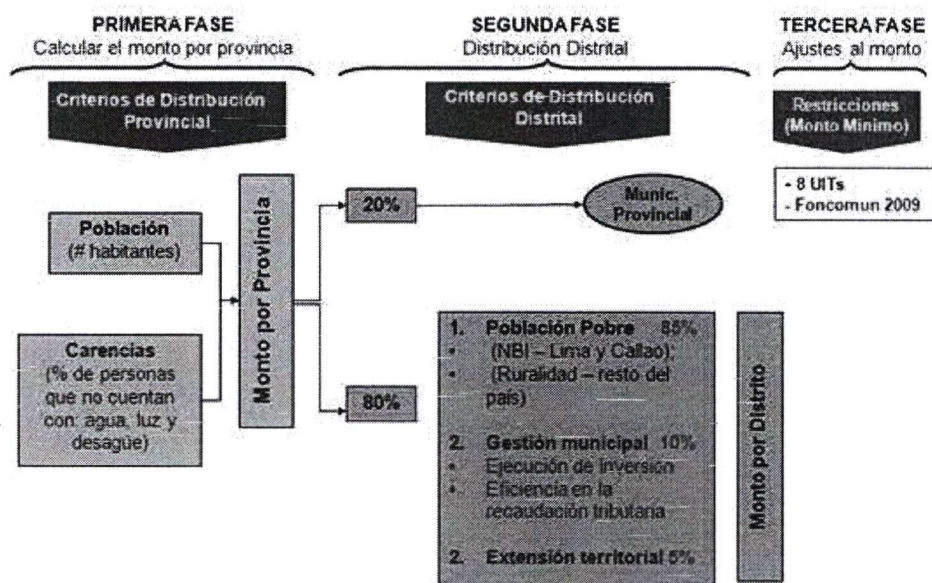 PRIMERA FASE
Calcular el monto por provincia
Criterios de Distribución
Provincial
Población
(# habitantes)
Carencias
(% de personas
que no cuentan
con: agua, luz y
desagüe)
Monto por Provincia
SEGUNDA FASE
Distribución Distrital
Criterios de Distribución
Distrital
20%
Munic.
Provincial
80%
1. Población Pobre 85%
• (NBI – Lima y Callao);
• (Ruralidad – resto del
país)
2. Gestión municipal 10%
• Ejecución de Inversión
• Eficiencia en la
recaudación tributaria
2. Extensión territorial 5%
Monto por Distrito
TERCERA FASE
Ajustes al monto
Restricciones
(Monto Minimo)
- 8 UITs
- Foncomun 2009